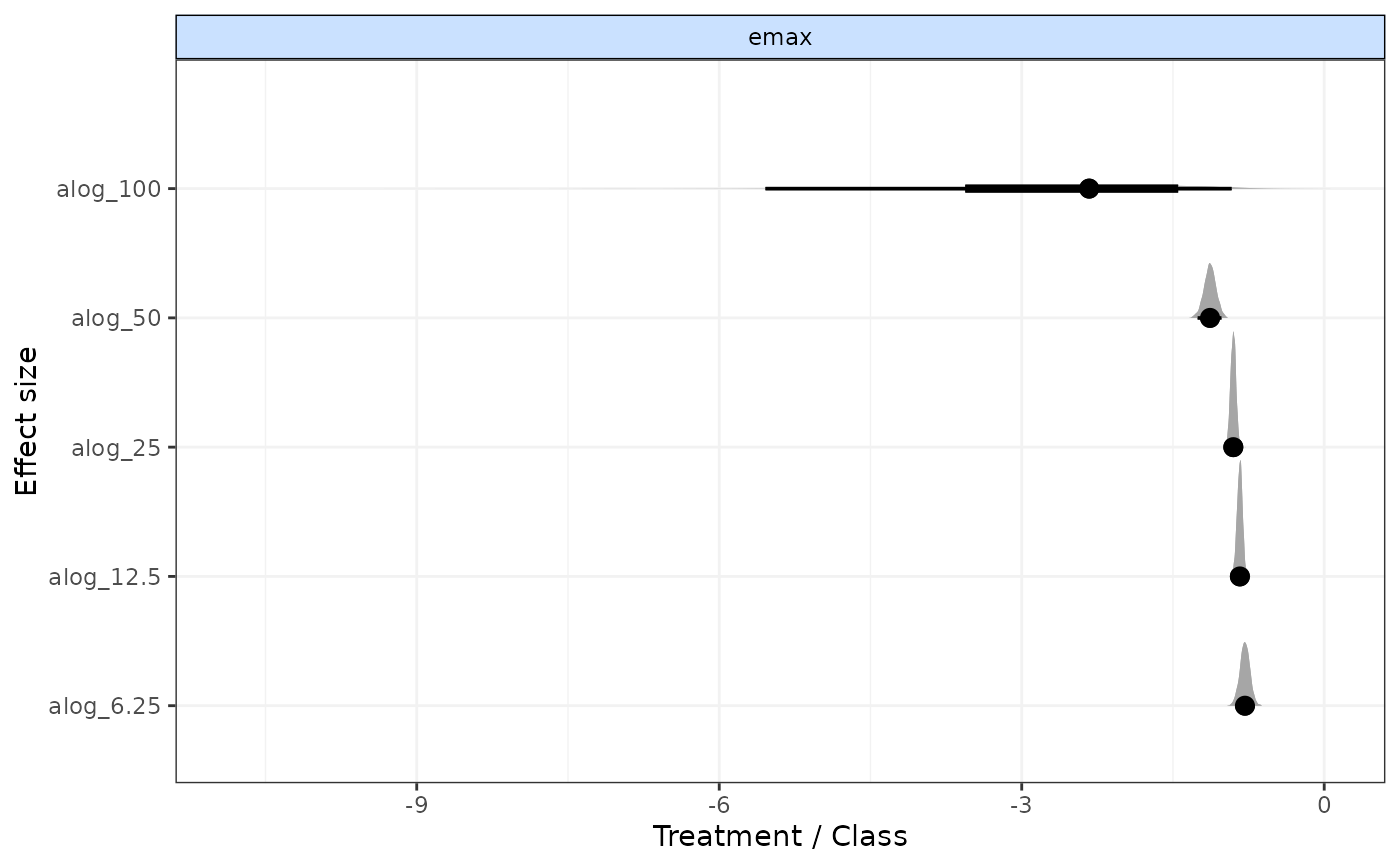 emax
alog_100
alog_50
alog_25
alog_12.5
alog_6.25
Effect size
-9 -6 -3 0
Treatment / Class